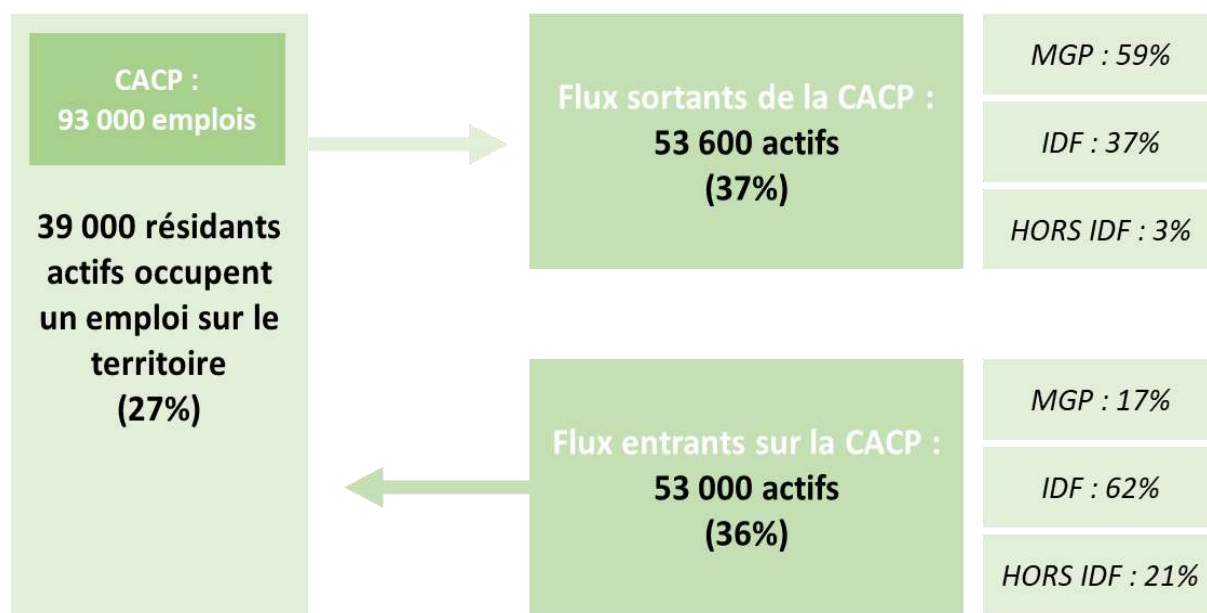 CACP :
93 000 emplois
39 000 résidants
actifs occupent
un emploi sur le
territoire
(27%)
Flux sortants de la CACP :
53 600 actifs
(37%)
MGP : 59%
IDF : 37%
HORS IDF : 3%
Flux entrants sur la CACP :
53 000 actifs
(36%)
MGP : 17%
IDF : 62%
HORS IDF : 21%